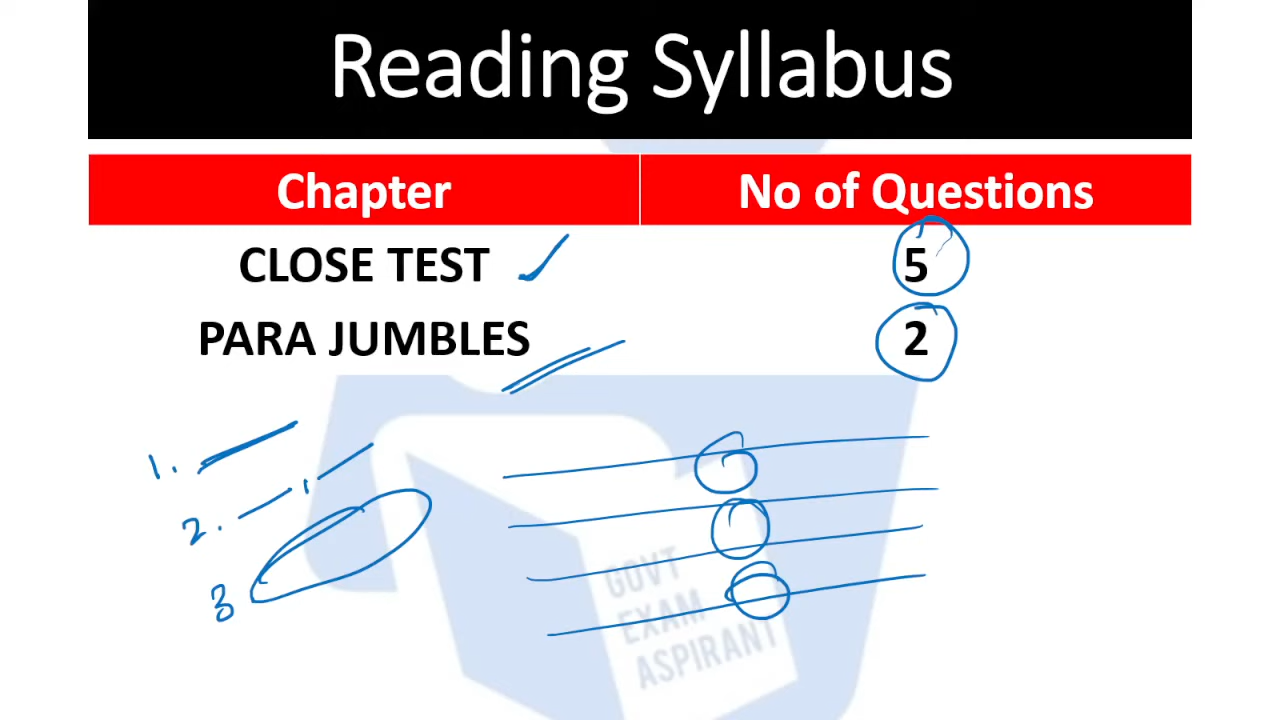 Reading Syllabus
Chapter No of Questions
CLOSE TEST 5
PARA JUMBLES 2
1.
2.
3
GOVT
EXAM
ASPIRANT